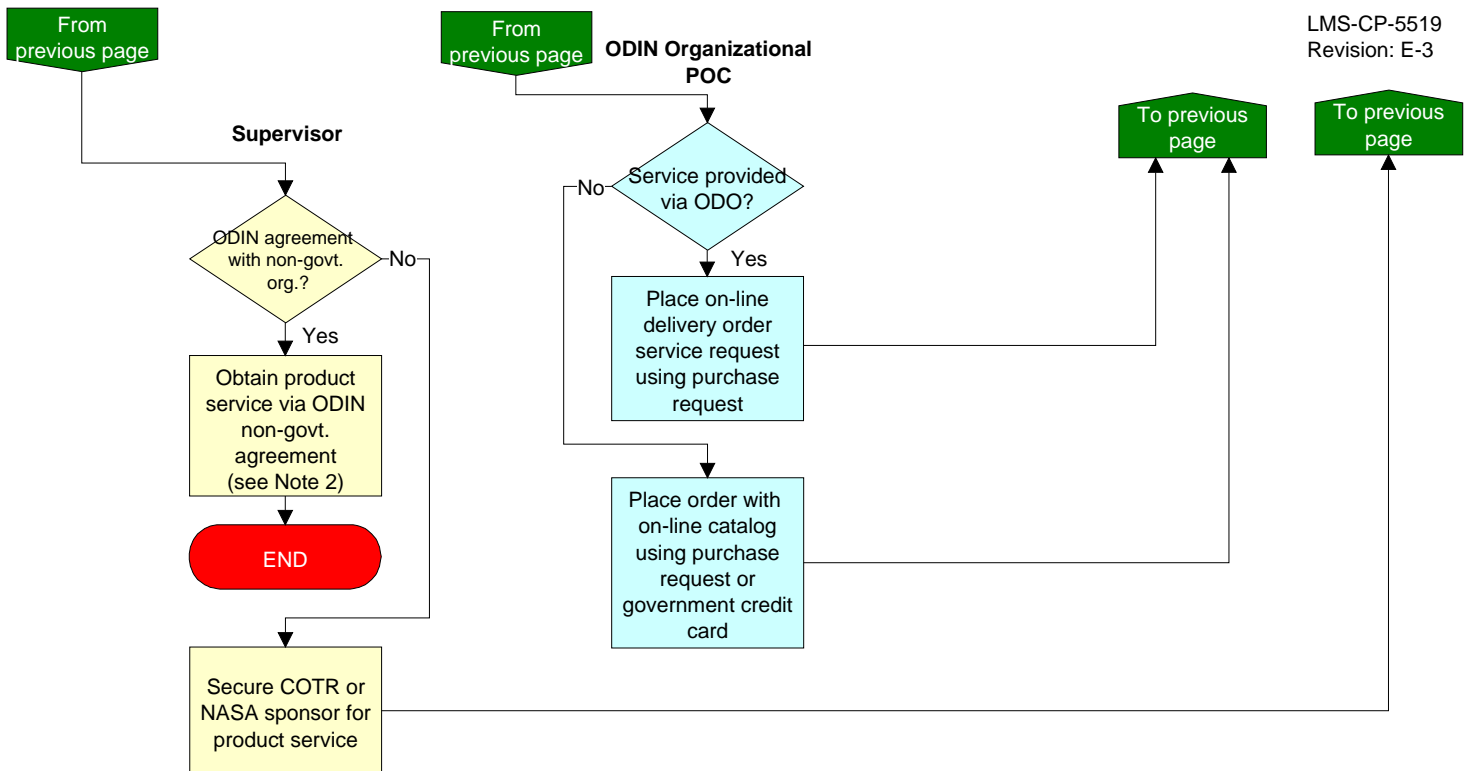 From
previous page
From
previous page
ODIN Organizational
POC
LMS-CP-5519
Revision: E-3
To previous
page
To previous
page
Supervisor
ODIN agreement
with non-govt.
org.?
No
Yes
Obtain product
service via ODIN
non-govt.
agreement
(see Note 2)
END
Secure COTR or
NASA sponsor for
product service
Service provided
via ODO?
No
Yes
Place on-line
delivery order
service request
using purchase
request
Place order with
on-line catalog
using purchase
request or
government credit
card